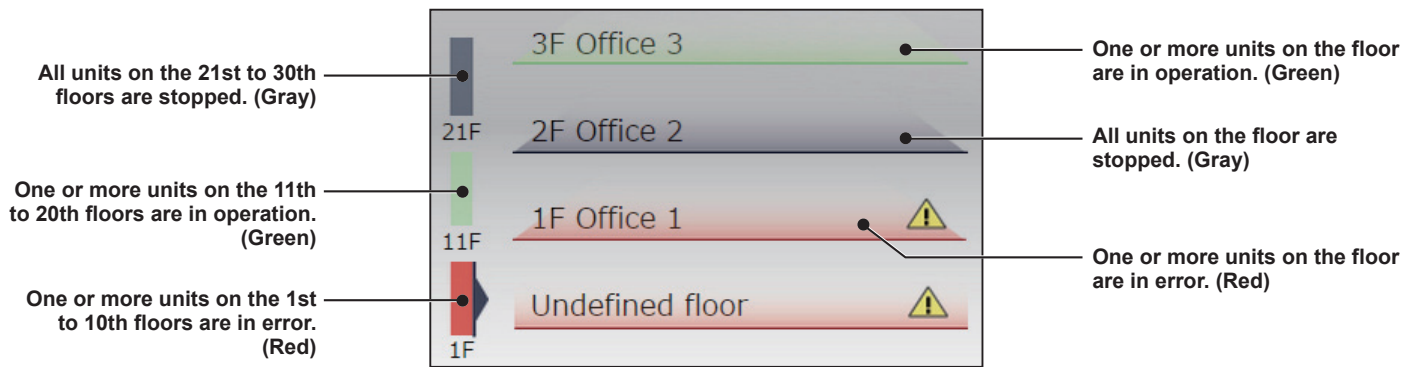 All units on the 21st to 30th
floors are stopped. (Gray)
One or more units on the 11th
to 20th floors are in operation.
(Green)
One or more units on the 1st
to 10th floors are in error.
(Red)
21F
11F
1F
3F Office 3
2F Office 2
1F Office 1
Undefined floor
One or more units on the floor
are in operation. (Green)
All units on the floor are
stopped. (Gray)
One or more units on the floor
are in error. (Red)